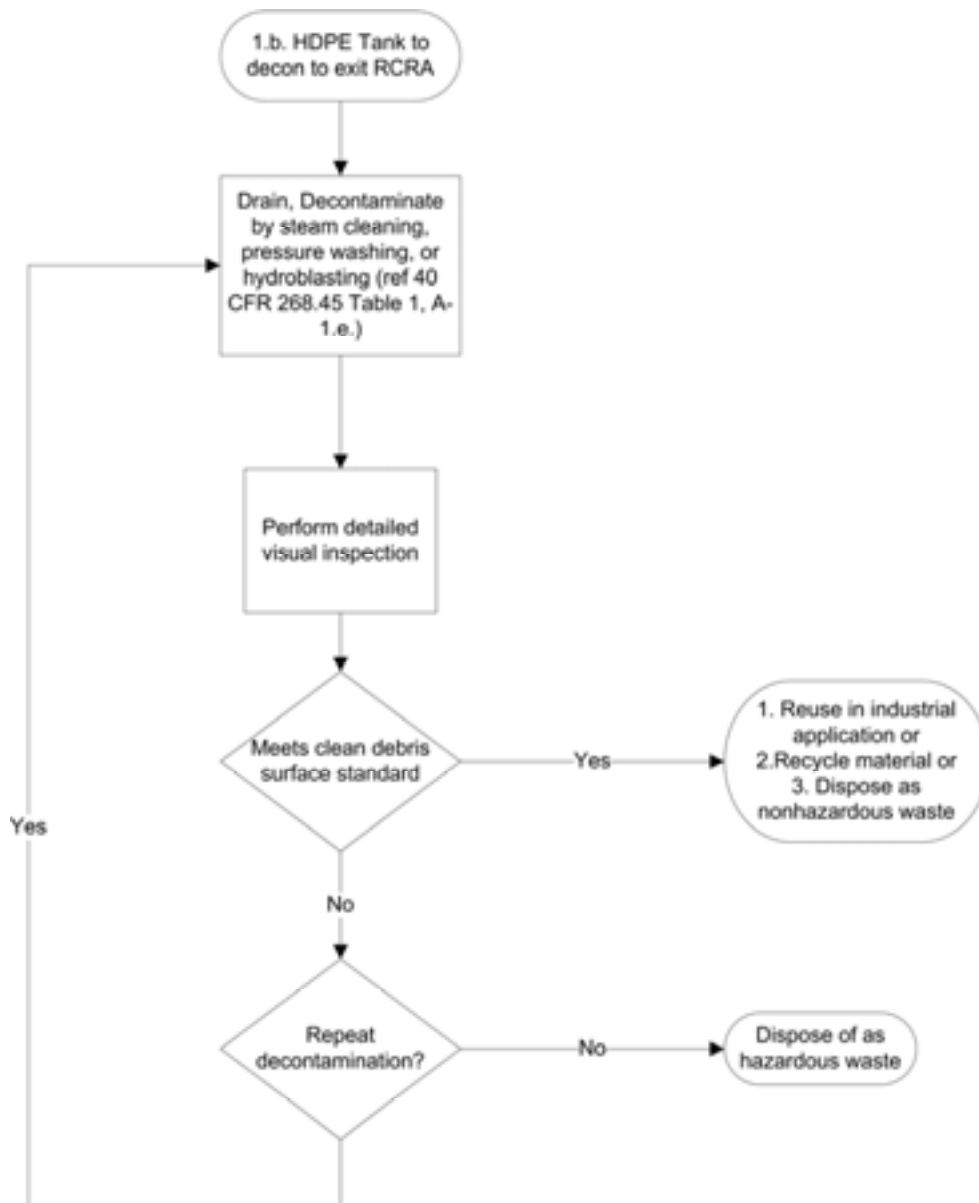 1.b. HDPE Tank to
decon to exit RCRA
Drain, Decontaminate
by steam cleaning,
pressure washing, or
hydroblasting (ref 40
CFR 268.45 Table 1, A-
1.e.)
Perform detailed
visual inspection
Meets clean debris
surface standard
Yes
1. Reuse in industrial
application or
2.Recycle material or
3. Dispose as
nonhazardous waste
Yes
No
Repeat
decontamination?
No
Dispose of as
hazardous waste